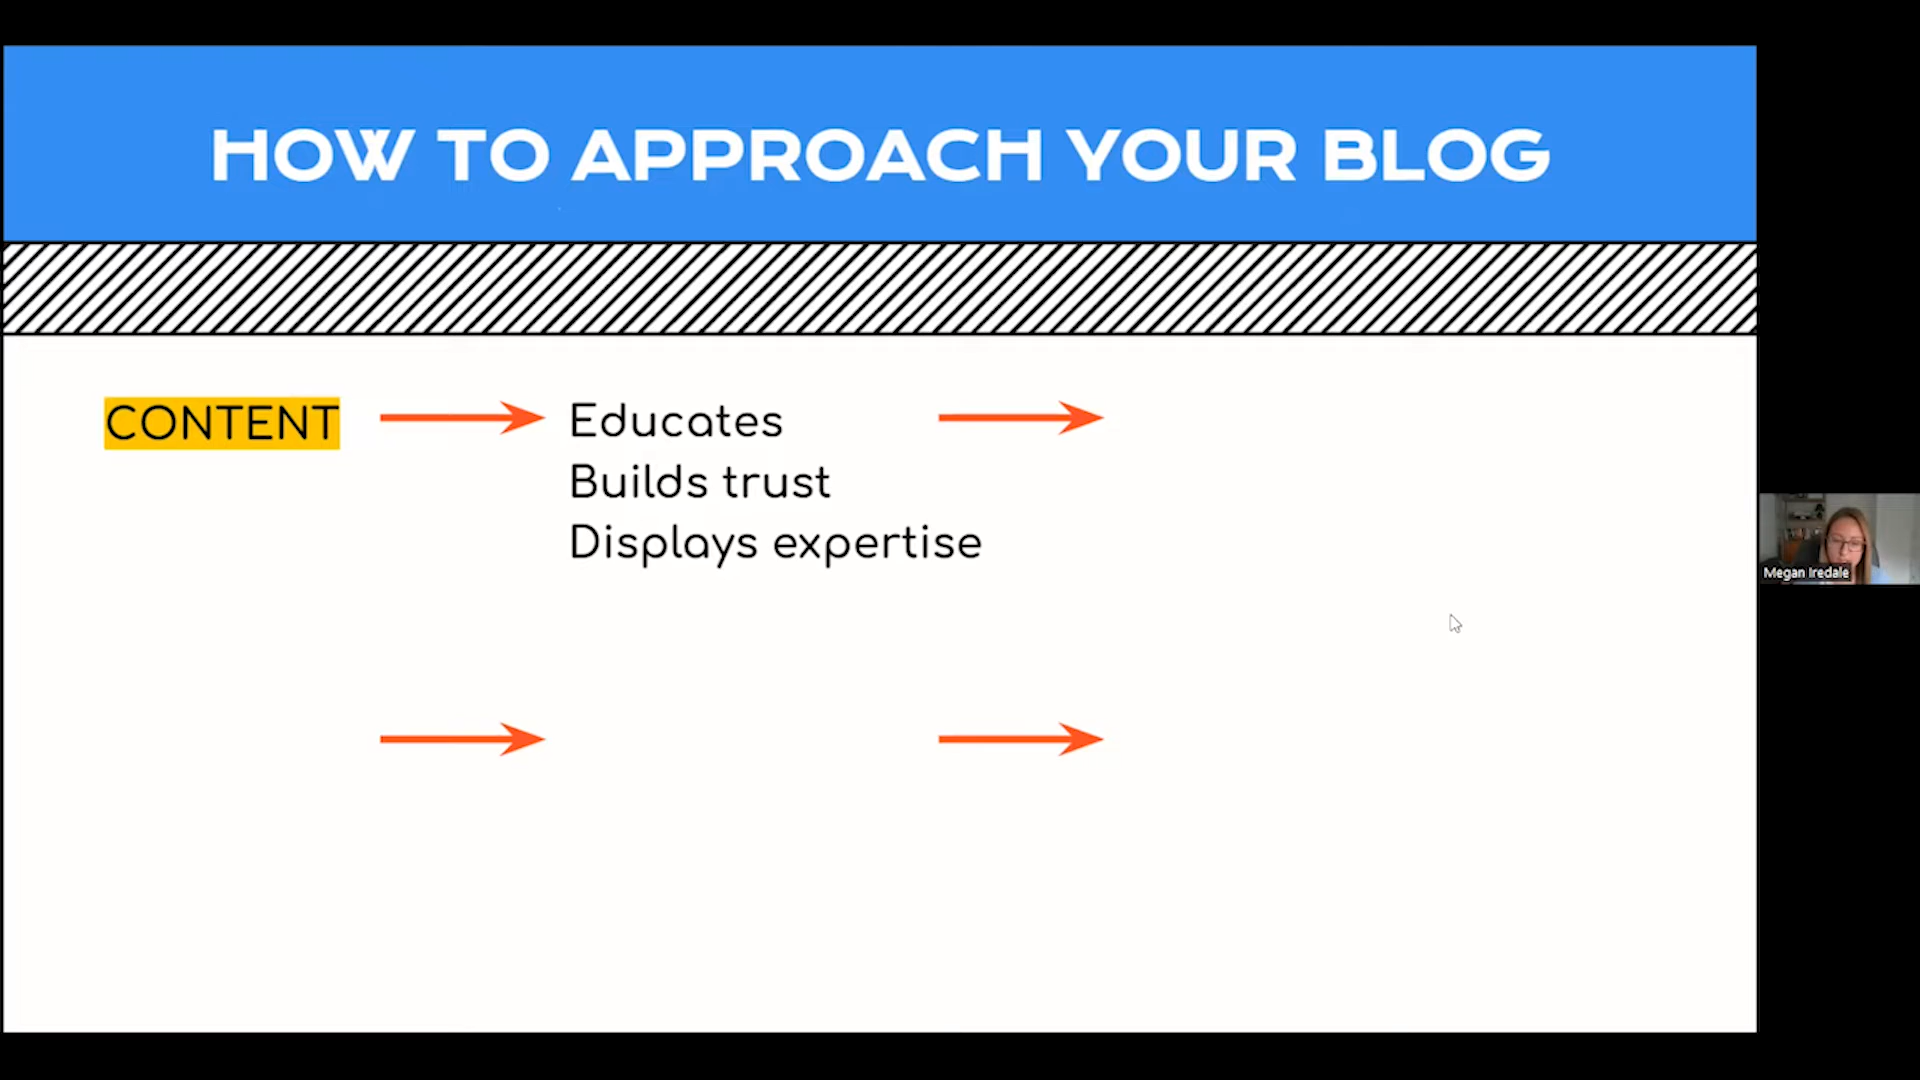 HOW TO APPROACH YOUR BLOG
CONTENT
Educates
Builds trust
Displays expertise
Megan Iredale